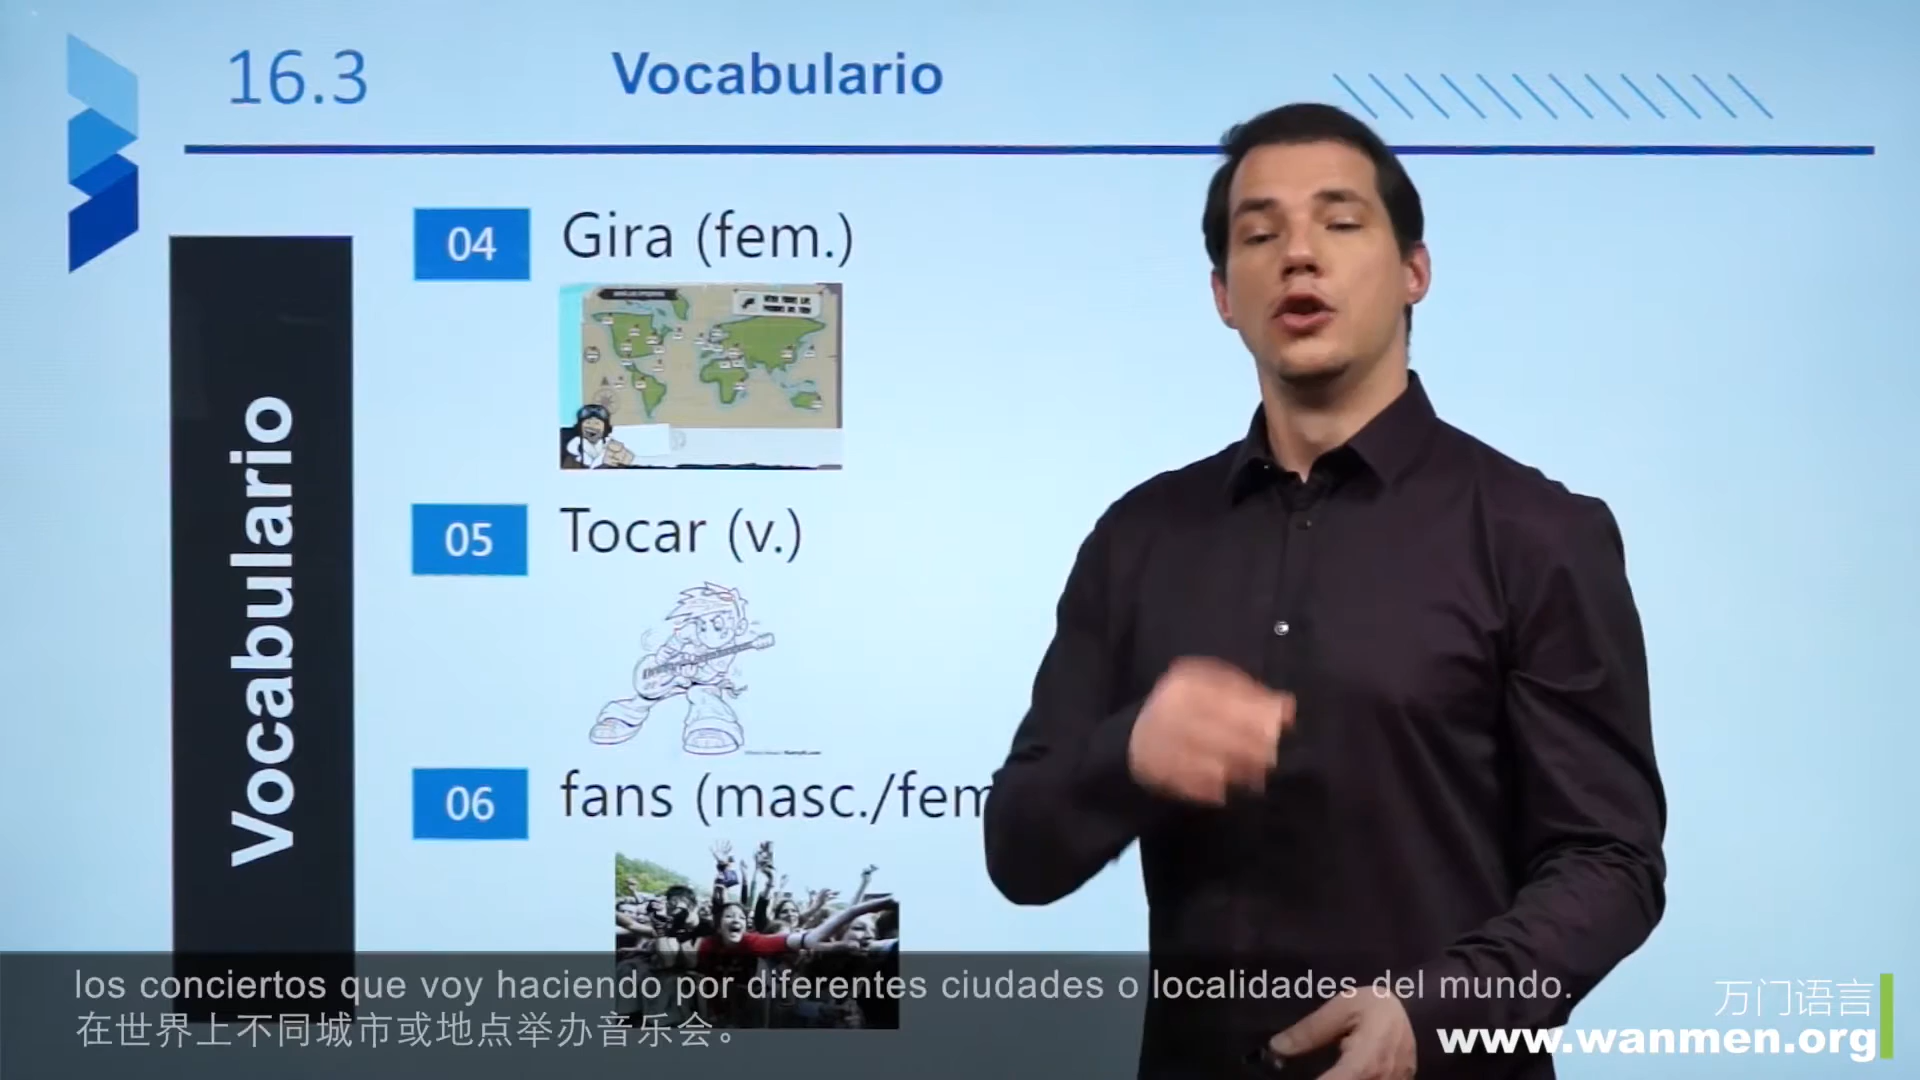 16.3
Vocabulario
Vocabulario
04
Gira (fem.)
05
Tocar (v.)
06
fans (masc./fem
los conciertos que voy haciendo por diferentes ciudades o localidades del mundo.
在世界上不同城市或地点举办音乐会。
万门语言
www.wanmen.org